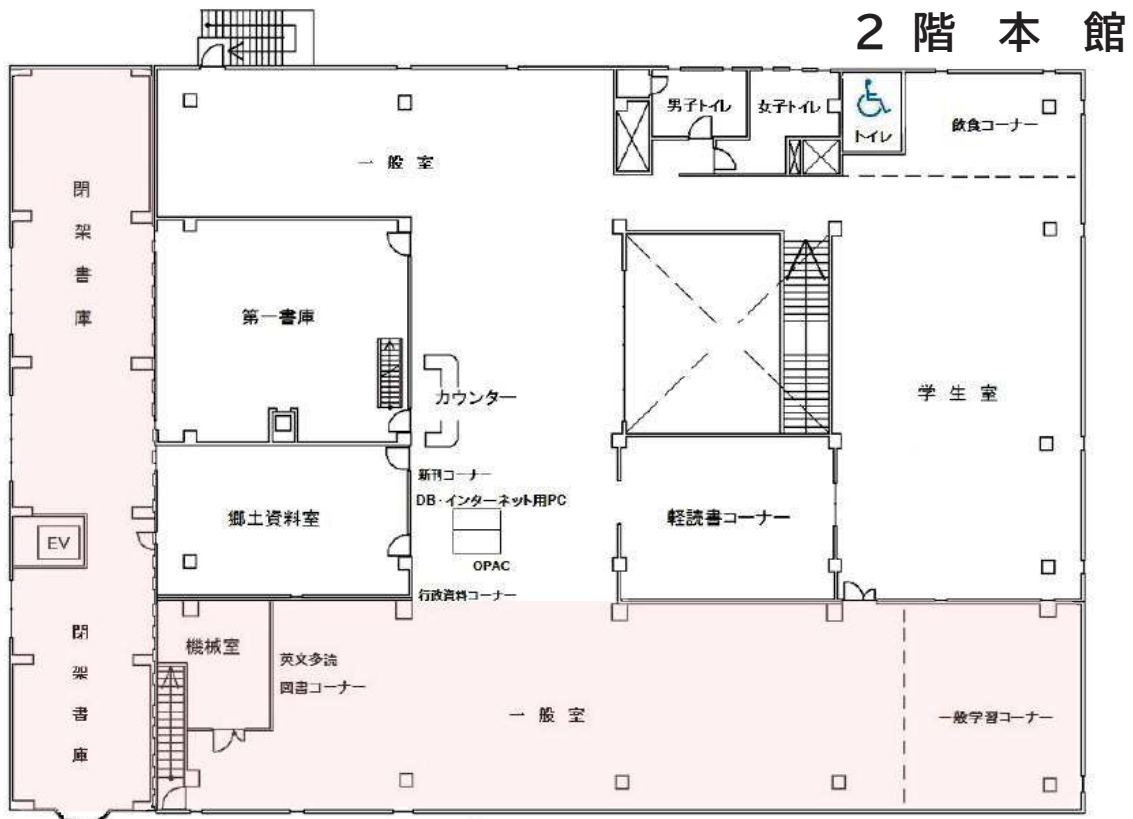 2階本館
男子トイレ
女子トイレ
トイレ
飲食コーナー
一般室
閉架書庫
第一書庫
カウンター
学生室
新刊コーナー
DB・インターネット用PC
郷土資料室
軽読書コーナー
EV
OPAC
行政資料コーナー
閉架書庫
機械室
英文多読
図書コーナー
一般室
一般学習コーナー